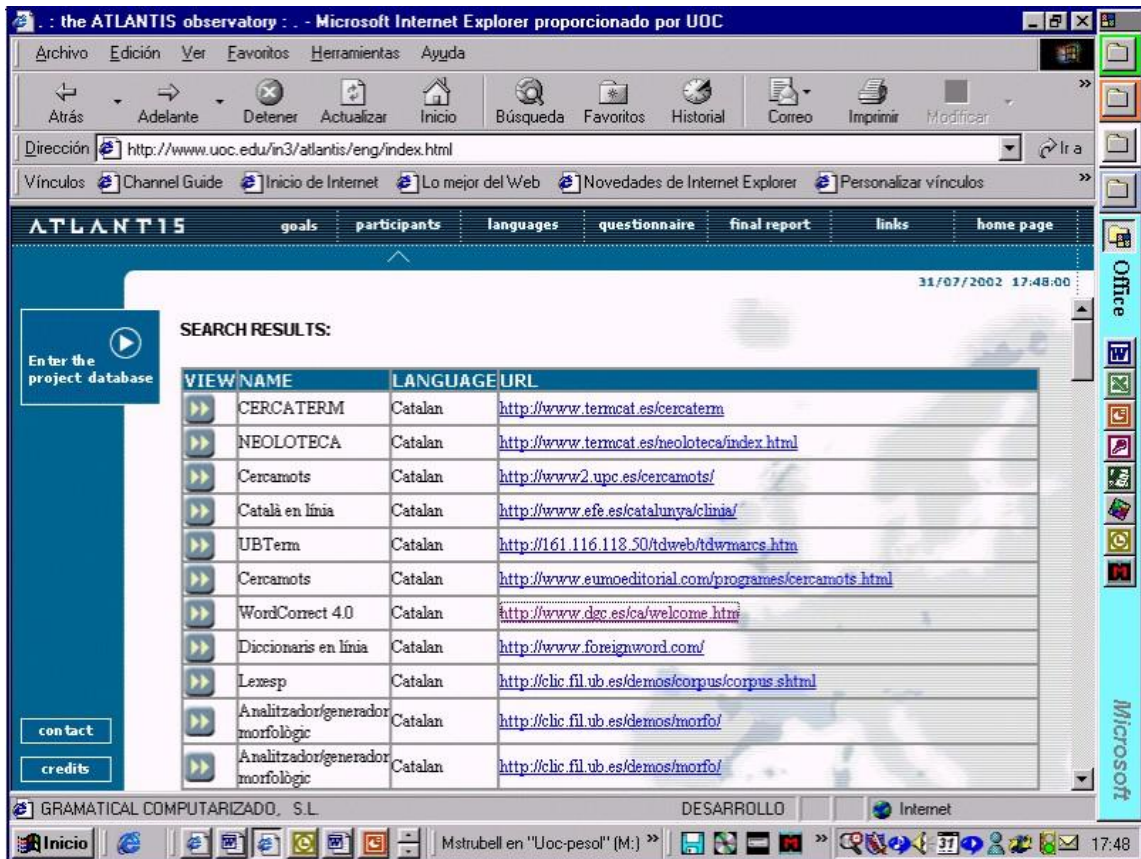 . : the ATLANTIS observatory : . - Microsoft Internet Explorer proporcionado por UOC
Archivo Edición Ver Favoritos Herramientas Ayuda
Atrás Adelante Detener Actualizar Inicio Búsqueda Favoritos Historial Correo Imprimir Modificar
Dirección http://www.uoc.edu/in3/atlantis/eng/index.html Ir a
Vínculos Channel Guide Inicio de Internet Lo mejor del Web Novedades de Internet Explorer Personalizar vínculos
ATLANTIS goals participants languages questionnaire final report links home page
31/07/2002 17:48:00
Enter the
project database
SEARCH RESULTS:
VIEW NAME LANGUAGE URL
CERCATERM Catalan http://www.termcat.es/cercaterm
NEOLOTECA Catalan http://www.termcat.es/neoloteca/index.html
Cercamots Catalan http://www2.upc.es/cercamots/
Català en línia Catalan http://www.efe.es/catalunya/clinia/
UBTerm Catalan http://161.116.118.50/tdweb/tdwmarcs.htm
Cercamots Catalan http://www.eumoeditorial.com/programes/cercamots.html
WordCorrect 4.0 Catalan http://www.dgc.es/ca/welcome.htm
Diccionaris en línia Catalan http://www.foreignword.com/
Lexesp Catalan http://clic.fil.ub.es/demos/corpus/corpus.shtml
Analitzador/generador
morfològic Catalan http://clic.fil.ub.es/demos/morfo/
Analitzador/generador
morfològic Catalan http://clic.fil.ub.es/demos/morfo/
contact
credits
GRAMATICAL COMPUTARIZADO, S.L DESARROLLO Internet
Inicio Mstrubell en "Uoc-pesol" (M:) 31 17:48
Office
Microsoft